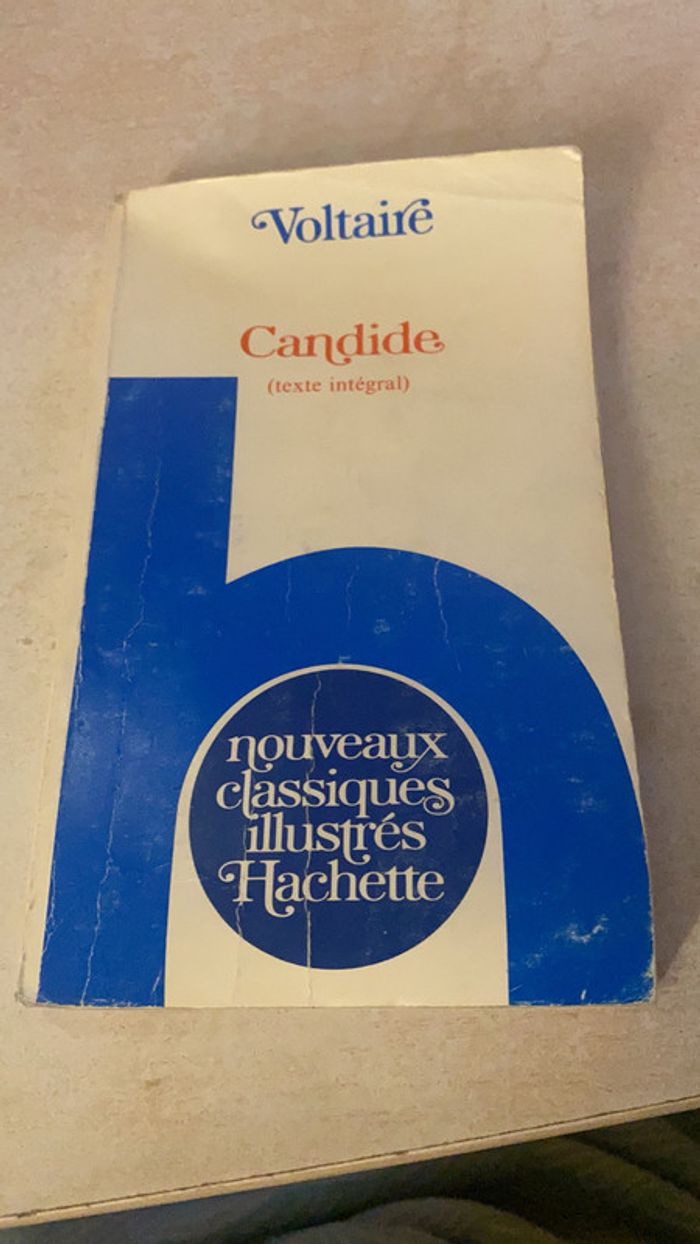 Voltaire
Candide
(texte intégral)
nouveaux
classiques
illustrés
Hachette